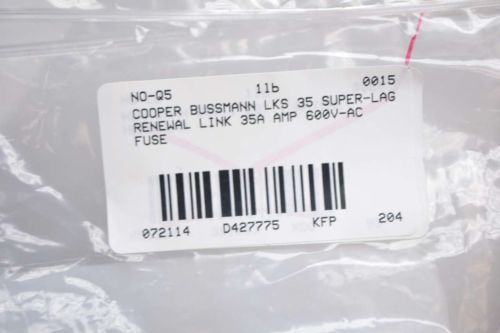 NO-Q5 1lb 0015
COOPER BUSSMANN LKS 35 SUPER-LAG
RENEWAL LINK 35A AMP 600V-AC
FUSE
072114 D427775 KFP 204